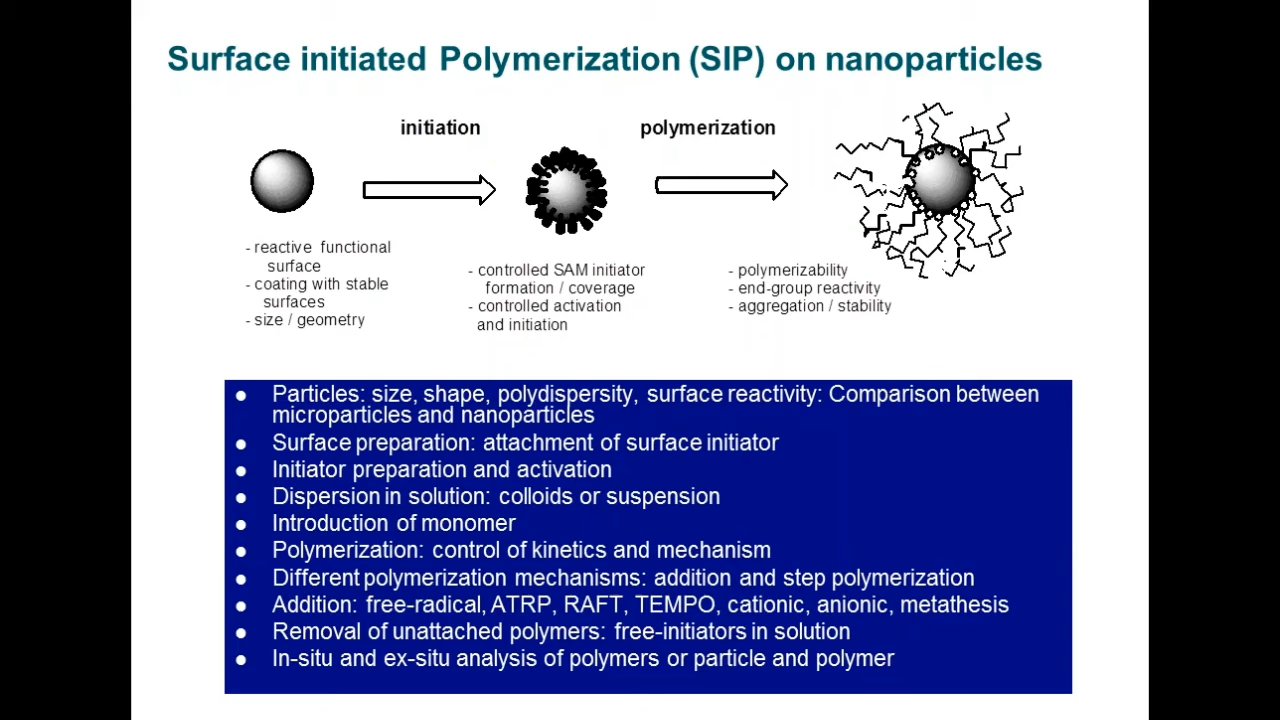 Surface initiated Polymerization (SIP) on nanoparticles
initiation
polymerization
- reactive functional
surface
- coating with stable
surfaces
- size / geometry
- controlled SAM initiator
formation / coverage
- controlled activation
and initiation
- polymerizability
- end-group reactivity
- aggregation / stability
● Particles: size, shape, polydispersity, surface reactivity: Comparison between
microparticles and nanoparticles
● Surface preparation: attachment of surface initiator
● Initiator preparation and activation
● Dispersion in solution: colloids or suspension
● Introduction of monomer
● Polymerization: control of kinetics and mechanism
● Different polymerization mechanisms: addition and step polymerization
● Addition: free-radical, ATRP, RAFT, TEMPO, cationic, anionic, metathesis
● Removal of unattached polymers: free-initiators in solution
● In-situ and ex-situ analysis of polymers or particle and polymer